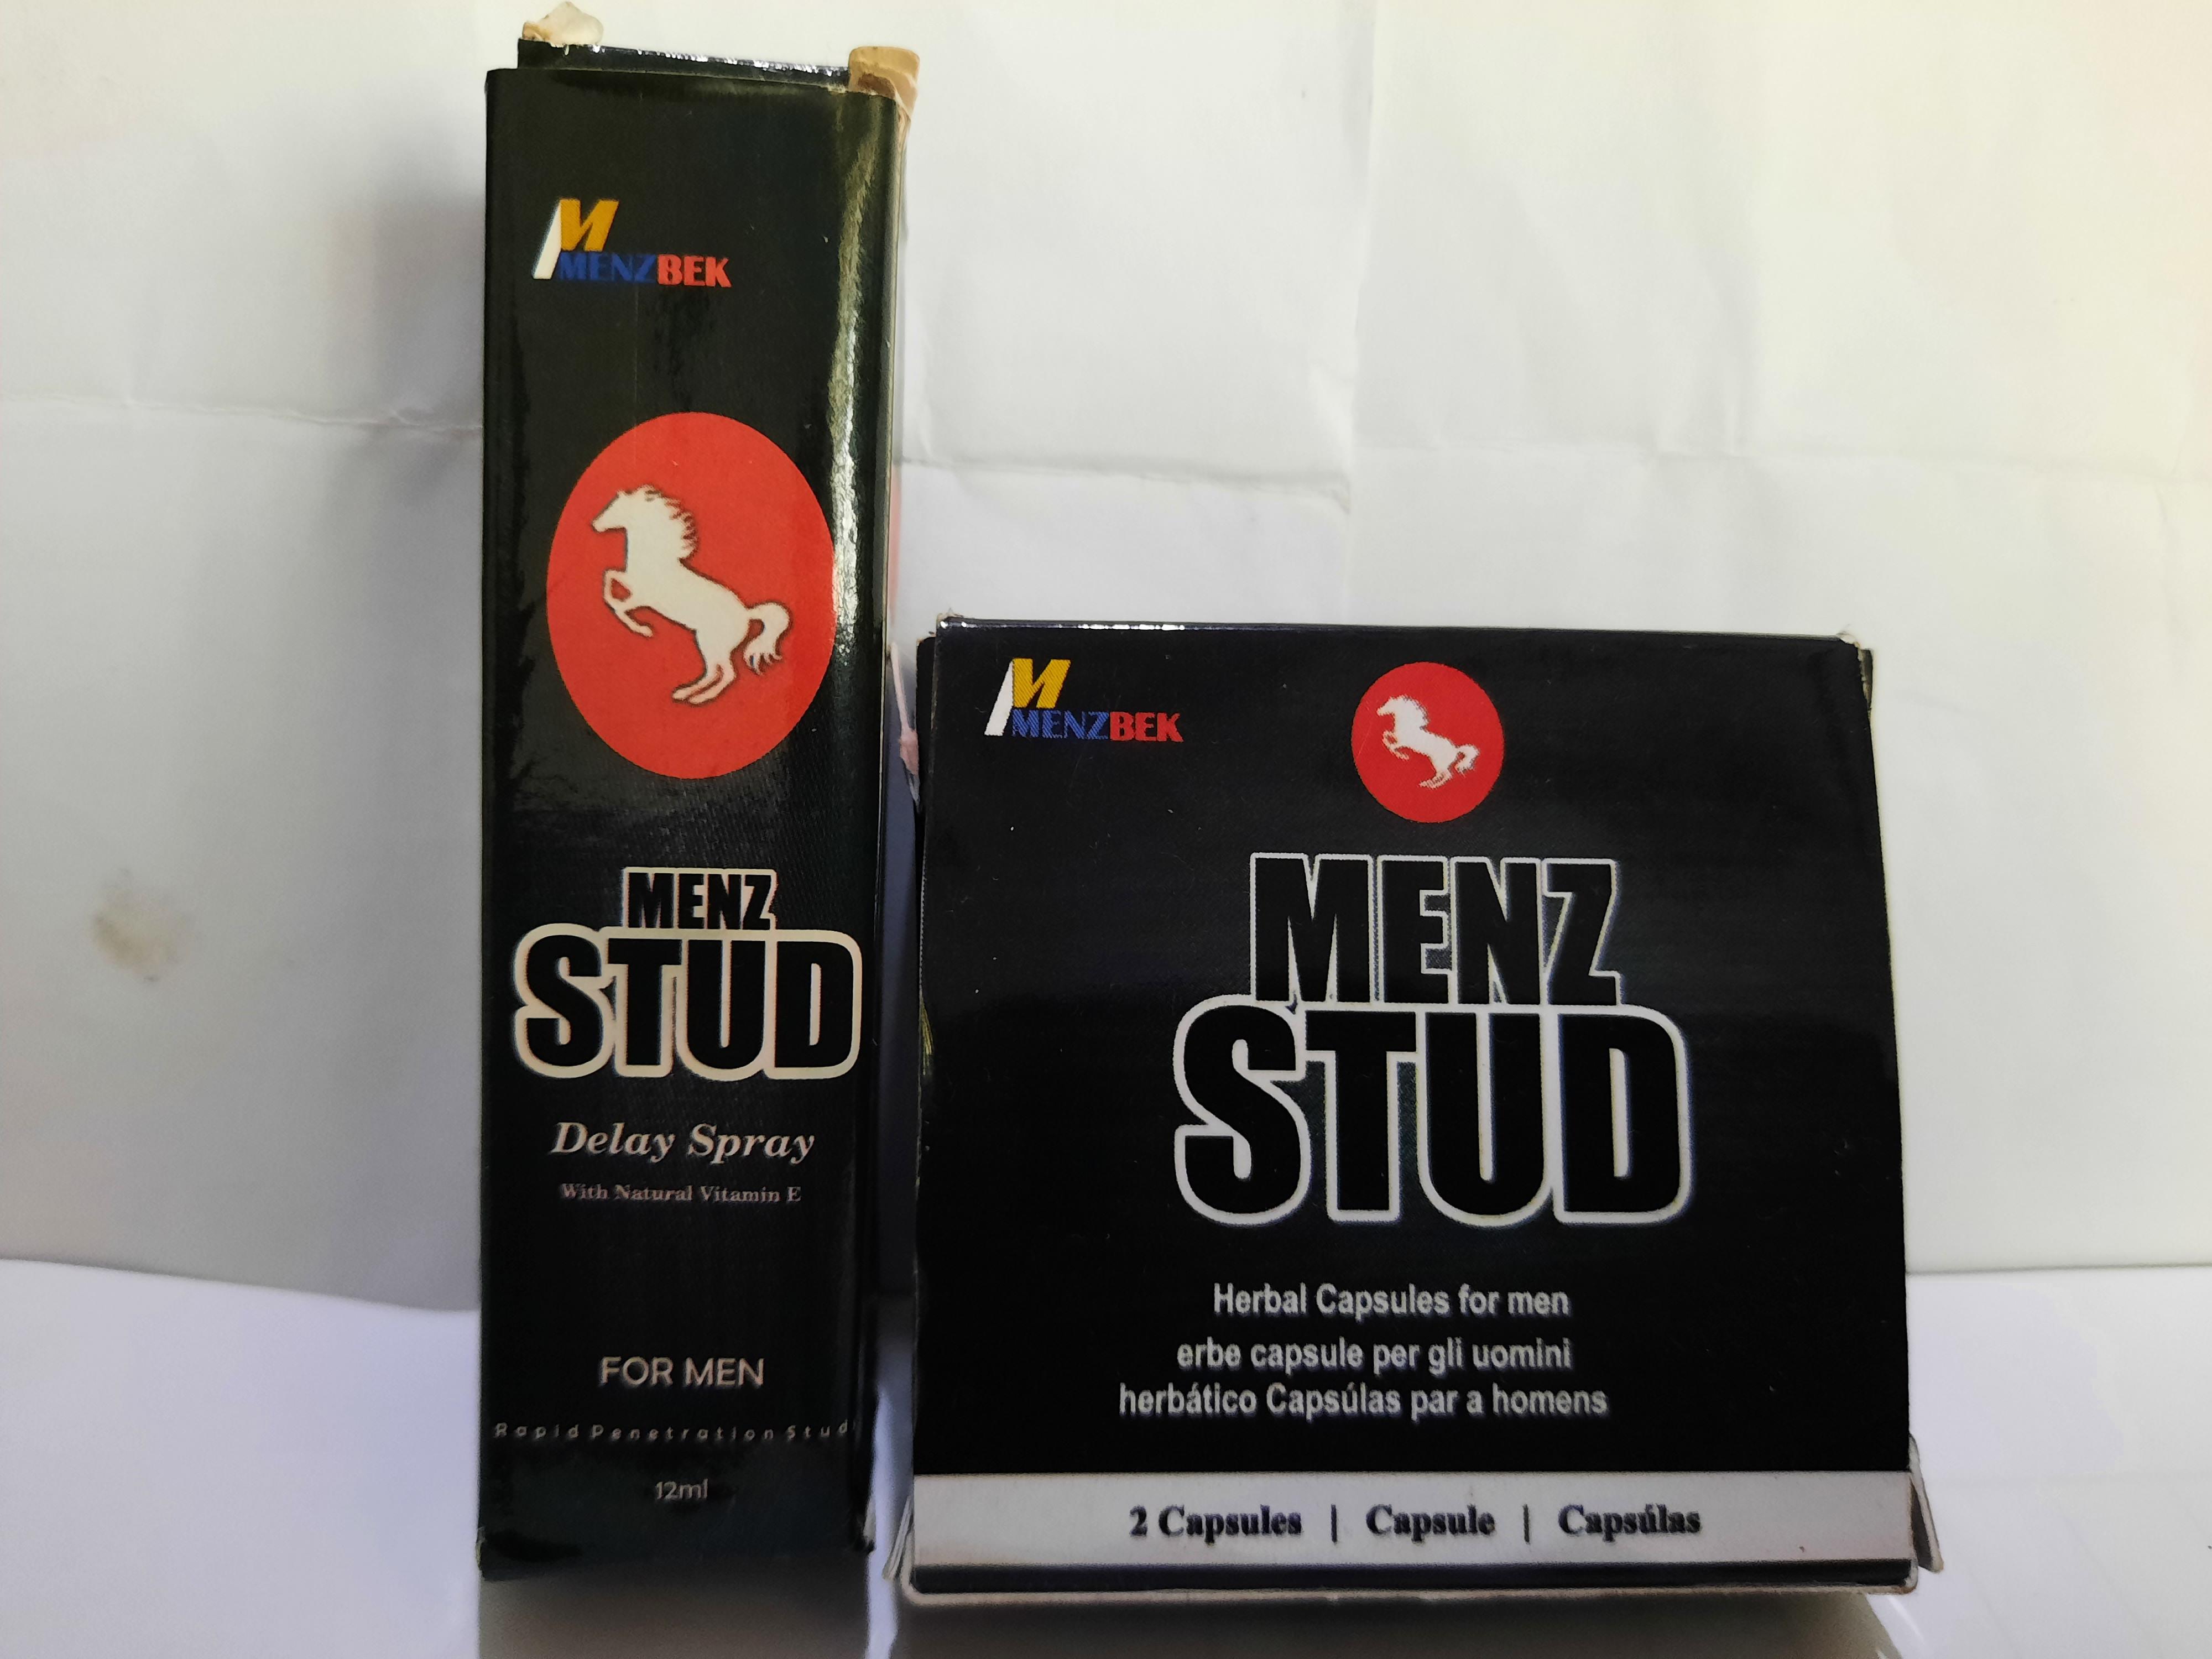 MENZBEK
MENZ
STUD
Delay Spray
With Natural Vitamin E
FOR MEN
Rapid Penetration Stud
12ml
MENZBEK
MENZ
STUD
Herbal Capsules for men
erbe capsule per gli uomini
herbático Capsúlas par a homens
2 Capsules | Capsule | Capsúlas